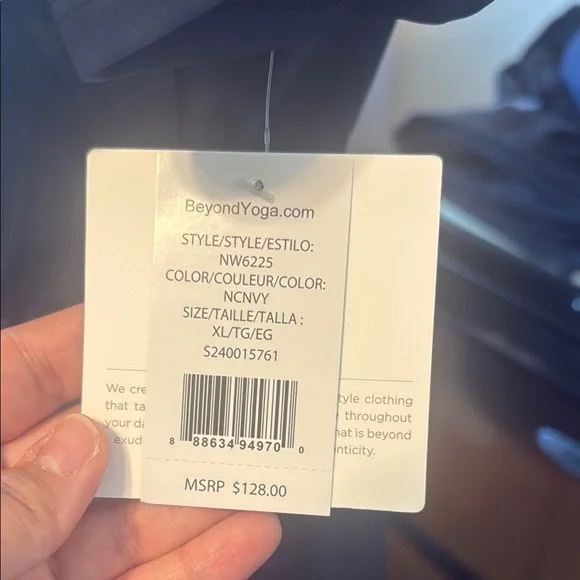 BeyondYoga.com
STYLE/STYLE/ESTILO:
NW6225
COLOR/COULEUR/COLOR:
NCNVY
SIZE/TAILLE/TALLA :
XL/TG/EG
S240015761
We cre tyle clothing
that ta throughout
your da hat is beyond
exud nticity.
8 88634 94970 0
MSRP $128.00